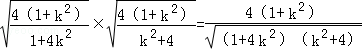 √(4（1+k²）/(1+4k²)) × √(4（1+k²）/(k²+4)) = 4（1+k²）/√(（1+4k²）（k²+4）)